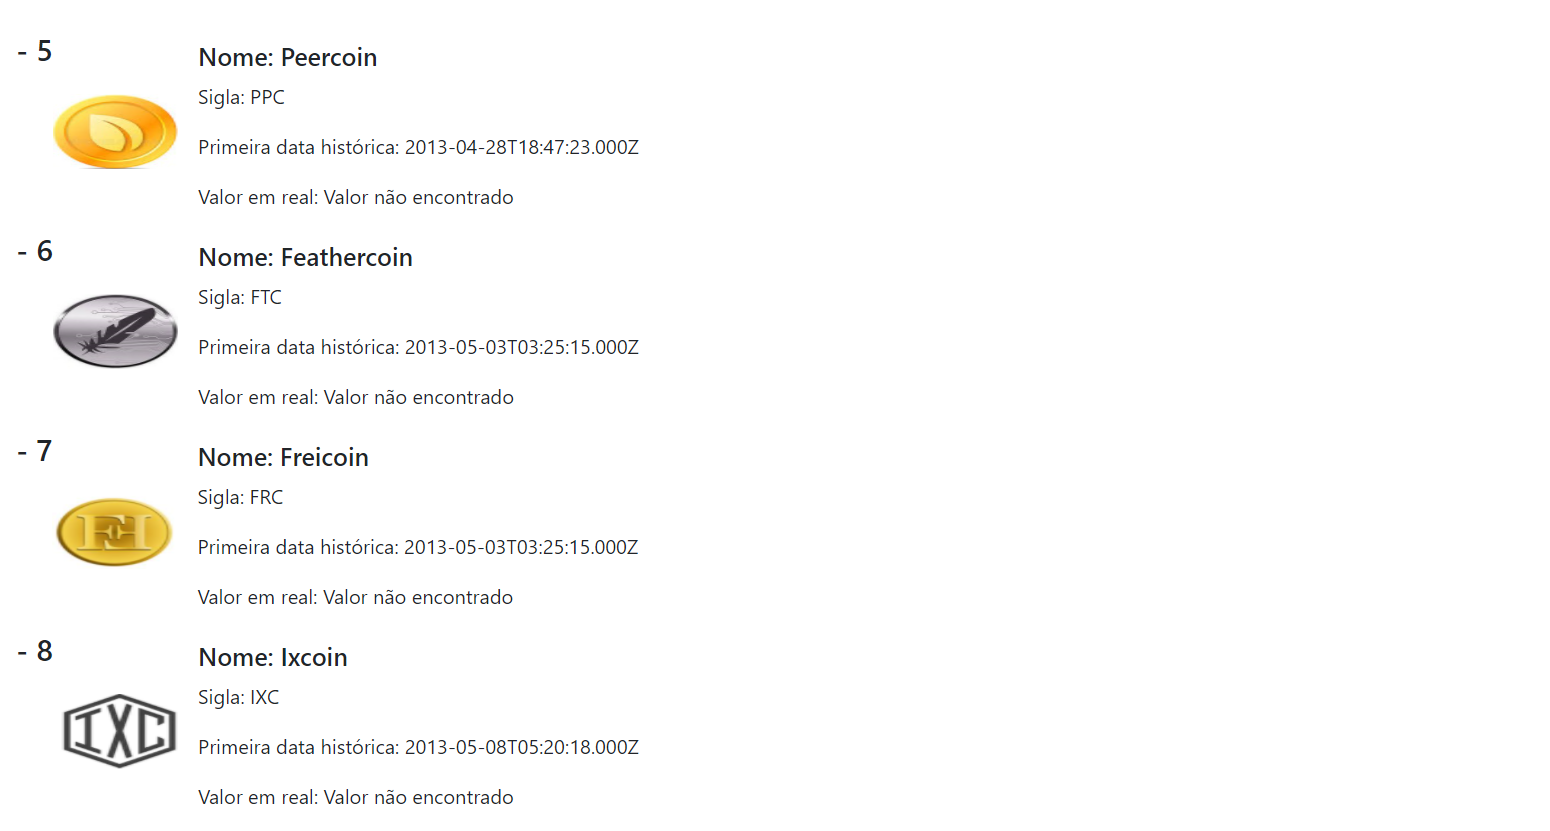 - 5
Nome: Peercoin
Sigla: PPC
Primeira data histórica: 2013-04-28T18:47:23.000Z
Valor em real: Valor não encontrado
- 6
Nome: Feathercoin
Sigla: FTC
Primeira data histórica: 2013-05-03T03:25:15.000Z
Valor em real: Valor não encontrado
- 7
Nome: Freicoin
Sigla: FRC
Primeira data histórica: 2013-05-03T03:25:15.000Z
Valor em real: Valor não encontrado
- 8
Nome: Ixcoin
IXC
Sigla: IXC
Primeira data histórica: 2013-05-08T05:20:18.000Z
Valor em real: Valor não encontrado